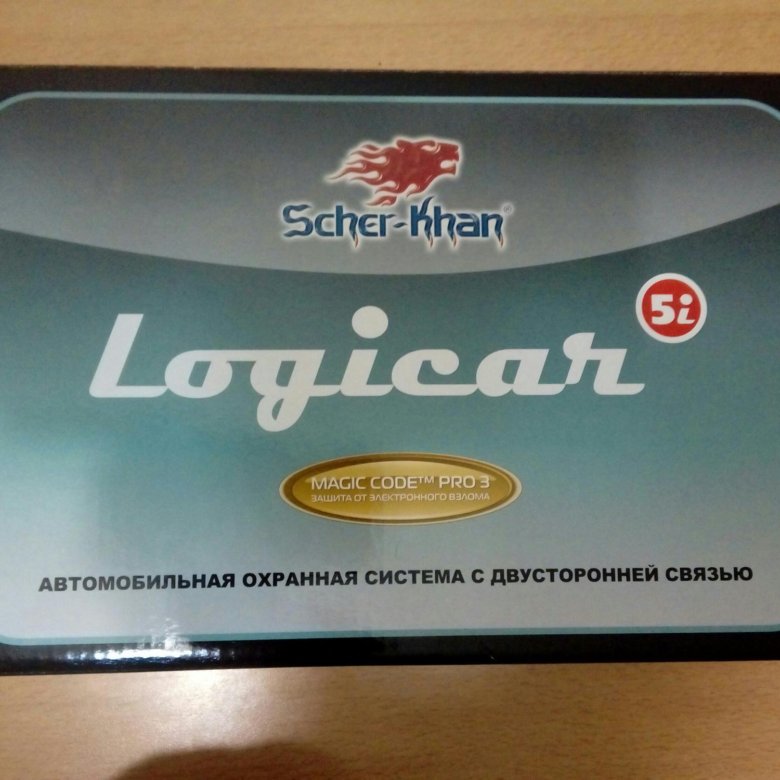 Scher-Khan®
Logicar 5i
MAGIC CODE™ PRO 3
ЗАЩИТА ОТ ЭЛЕКТРОННОГО ВЗЛОМА
АВТОМОБИЛЬНАЯ ОХРАННАЯ СИСТЕМА С ДВУСТОРОННЕЙ СВЯЗЬЮ